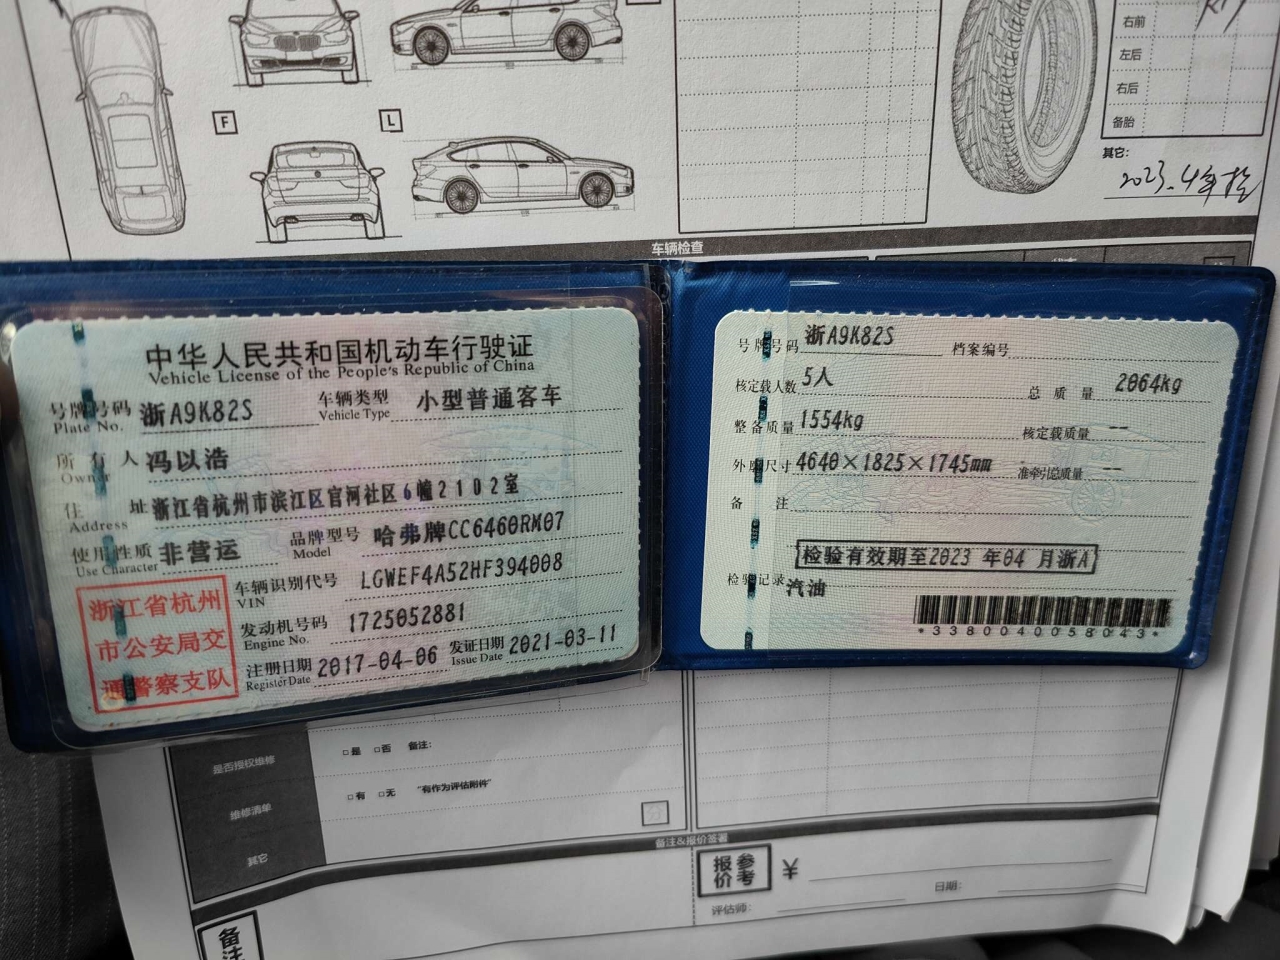 F
L
右前
左后
右后
备胎
其它:
2023.4年检
车辆检查
中华人民共和国机动车行驶证
Vehicle License of the People's Republic of China
号牌号码 浙A9K82S 车辆类型 小型普通客车
Plate No. Vehicle Type
所有人 冯以浩
Owner
住址 浙江省杭州市滨江区官河社区6幢2102室
Address
使用性质 非营运 品牌型号 哈弗牌CC6460RM07
Use Character Model
浙江省杭州
市公安局交
通警察支队
车辆识别代号 LGWEF4A52HF394008
VIN
发动机号码 1725052881
Engine No.
注册日期 2017-04-06 发证日期 2021-03-11
Register Date Issue Date
号牌号码 浙A9K82S 档案编号
核定载人数 5人 总质量 2064kg
整备质量 1554kg 核定载质量 --
外廓尺寸 4640×1825×1745mm 准牵引总质量 --
备注
检验有效期至2023年04月浙A
检验记录 汽油
*3380040058043*
是否授权维修 □是 □否 备注:
维修清单 □有 □无 "有作为评估附件"
其它
参考
报价
¥
评估师: 日期:
备注